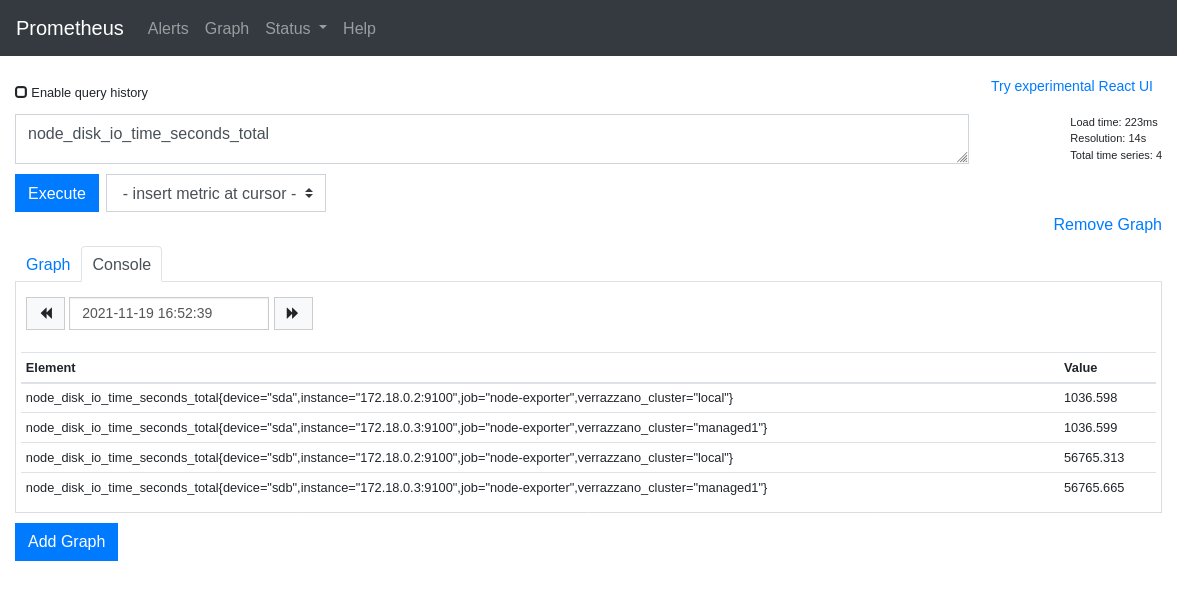 Prometheus Alerts Graph Status Help
Enable query history
Try experimental React UI
node_disk_io_time_seconds_total
Load time: 223ms
Resolution: 14s
Total time series: 4
Execute - insert metric at cursor -
Remove Graph
Graph Console
2021-11-19 16:52:39
Element Value
node_disk_io_time_seconds_total{device="sda",instance="172.18.0.2:9100",job="node-exporter",verrazzano_cluster="local"} 1036.598
node_disk_io_time_seconds_total{device="sda",instance="172.18.0.3:9100",job="node-exporter",verrazzano_cluster="managed1"} 1036.599
node_disk_io_time_seconds_total{device="sdb",instance="172.18.0.2:9100",job="node-exporter",verrazzano_cluster="local"} 56765.313
node_disk_io_time_seconds_total{device="sdb",instance="172.18.0.3:9100",job="node-exporter",verrazzano_cluster="managed1"} 56765.665
Add Graph